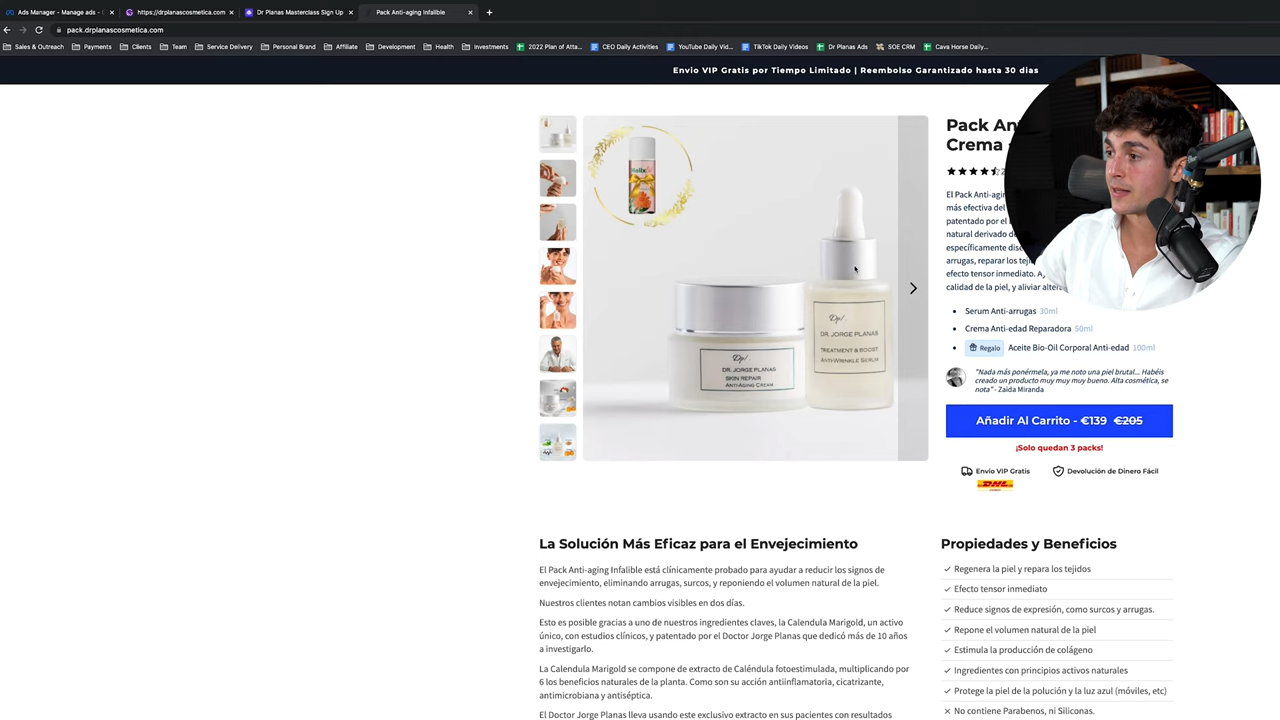 Ads Manager - Manage ads -
https://drplanascosmetica.com
Dr Planas Masterclass Sign Up
Pack Anti-aging Infalible
pack.drplanascosmetica.com
Sales & Outreach
Payments
Clients
Team
Service Delivery
Personal Brand
Affiliate
Development
Health
Investments
2022 Plan of Atta...
CEO Daily Activities
YouTube Daily Vid...
TikTok Daily Videos
Dr Planas Ads
SOE CRM
Cava Horse Daily...
Envio VIP Gratis por Tiempo Limitado | Reembolso Garantizado hasta 30 dias
Pack An
Crema
El Pack Anti-agin
más efectiva del
patentado por el
natural derivado de
específicamente dise
arrugas, reparar los teji
efecto tensor inmediato. A
calidad de la piel, y aliviar alter
Serum Anti-arrugas 30ml
Crema Anti-edad Reparadora 50ml
Regalo Aceite Bio-Oil Corporal Anti-edad 100ml
"Nada más ponérmela, ya me noto una piel brutal... Habéis
creado un producto muy muy muy bueno. Alta cosmética, se
nota" - Zaida Miranda
Añadir Al Carrito - €139 €205
¡Solo quedan 3 packs!
Envío VIP Gratis
Devolución de Dinero Fácil
DHL
Dp!.
DR. JORGE PLANAS
SKIN REPAIR
ANTI-AGING CREAM
Dp!.
DR. JORGE PLANAS
TREATMENT & BOOST
ANTI-WRINKLE SERUM
La Solución Más Eficaz para el Envejecimiento
El Pack Anti-aging Infalible está clínicamente probado para ayudar a reducir los signos de
envejecimiento, eliminando arrugas, surcos, y reponiendo el volumen natural de la piel.
Nuestros clientes notan cambios visibles en dos días.
Esto es posible gracias a uno de nuestros ingredientes claves, la Calendula Marigold, un activo
único, con estudios clínicos, y patentado por el Doctor Jorge Planas que dedicó más de 10 años
a investigarlo.
La Calendula Marigold se compone de extracto de Caléndula fotoestimulada, multiplicando por
6 los beneficios naturales de la planta. Como son su acción antiinflamatoria, cicatrizante,
antimicrobiana y antiséptica.
El Doctor Jorge Planas lleva usando este exclusivo extracto en sus pacientes con resultados
Propiedades y Beneficios
Regenera la piel y repara los tejidos
Efecto tensor inmediato
Reduce signos de expresión, como surcos y arrugas.
Repone el volumen natural de la piel
Estimula la producción de colágeno
Ingredientes con principios activos naturales
Protege la piel de la polución y la luz azul (móviles, etc)
No contiene Parabenos, ni Siliconas.